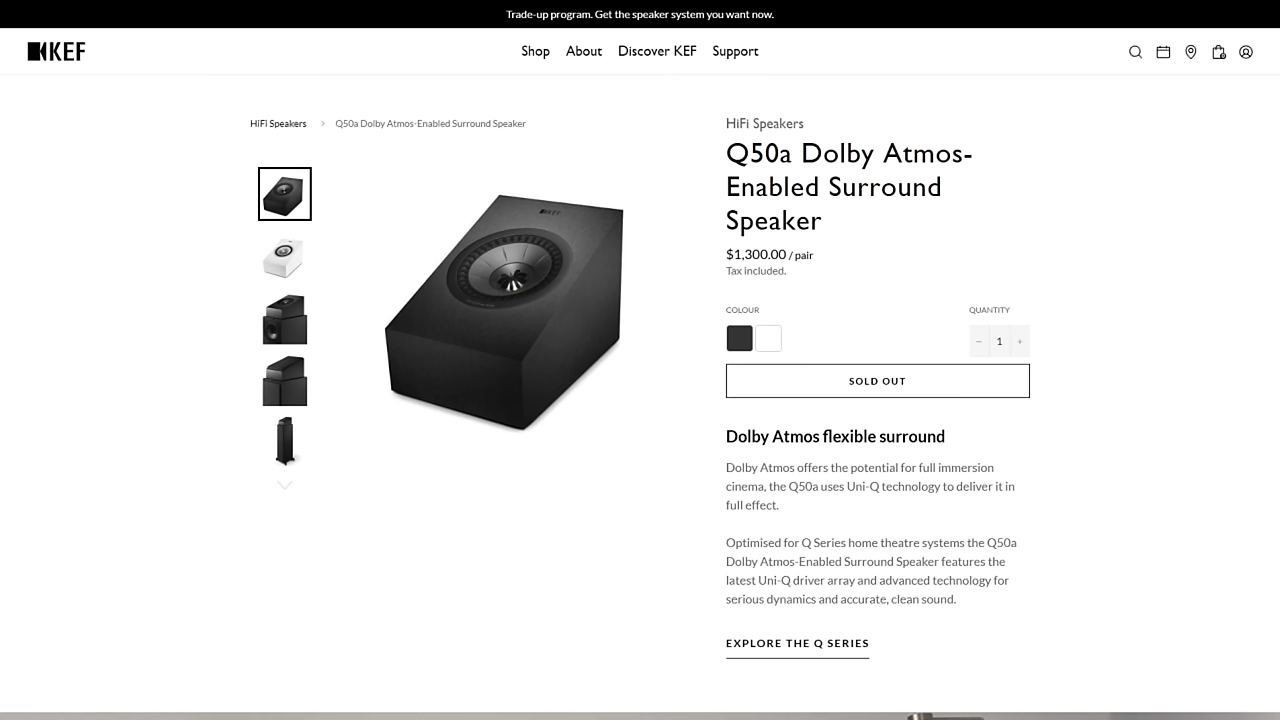 Trade-up program. Get the speaker system you want now.
KEF
Shop
About
Discover KEF
Support
HiFi Speakers
Q50a Dolby Atmos-Enabled Surround Speaker
KEF
HiFi Speakers
Q50a Dolby Atmos-
Enabled Surround
Speaker
$1,300.00 / pair
Tax included.
COLOUR
QUANTITY
− 1 +
SOLD OUT
Dolby Atmos flexible surround
Dolby Atmos offers the potential for full immersion
cinema, the Q50a uses Uni-Q technology to deliver it in
full effect.
Optimised for Q Series home theatre systems the Q50a
Dolby Atmos-Enabled Surround Speaker features the
latest Uni-Q driver array and advanced technology for
serious dynamics and accurate, clean sound.
EXPLORE THE Q SERIES